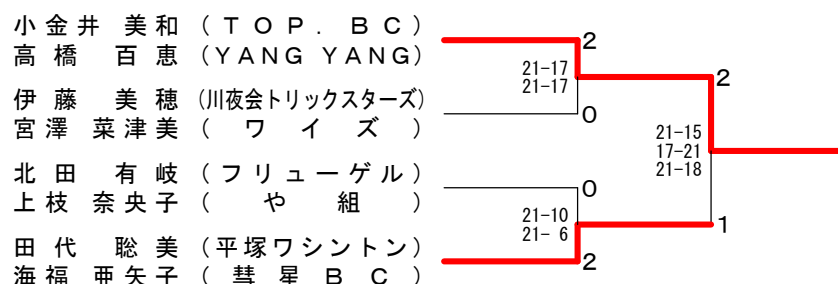 小金井 美和 (TOP. BC)
高橋 百恵 (YANG YANG)
伊藤 美穂 (川夜会トリックスターズ)
宮澤 菜津美 (ワイズ)
北田 有岐 (フリューゲル)
上枝 奈央子 (や組)
田代 聡美 (平塚ワシントン)
海福 亜矢子 (彗星BC)
2
21-17
21-17
0
0
21-10
21- 6
2
2
21-15
17-21
21-18
1